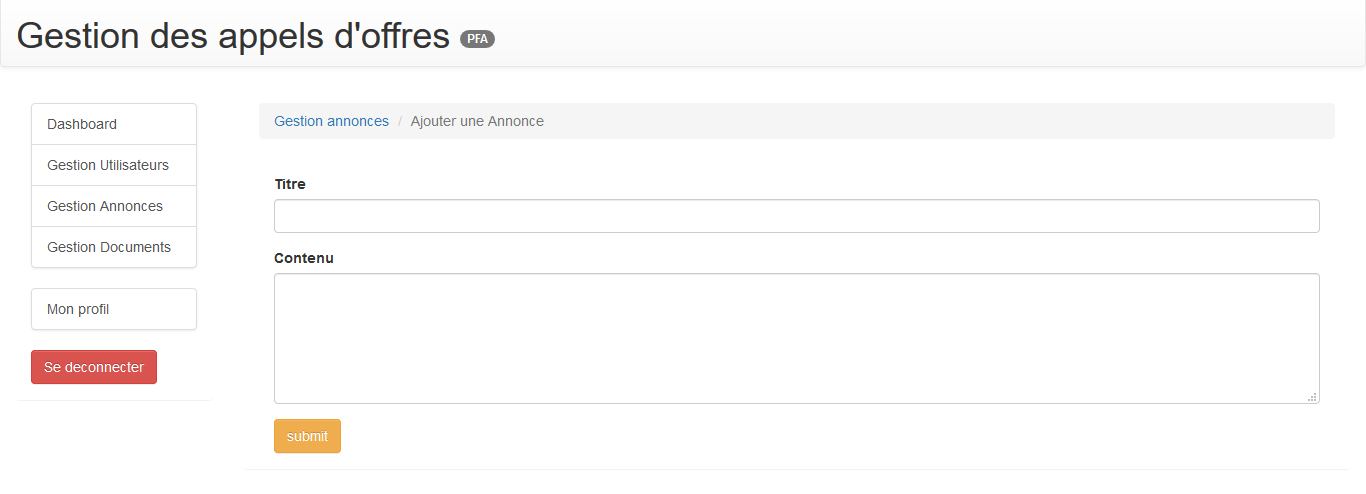 Gestion des appels d'offres PFA
Dashboard
Gestion Utilisateurs
Gestion Annonces
Gestion Documents
Mon profil
Se deconnecter
Gestion annonces / Ajouter une Annonce
Titre
Contenu
submit